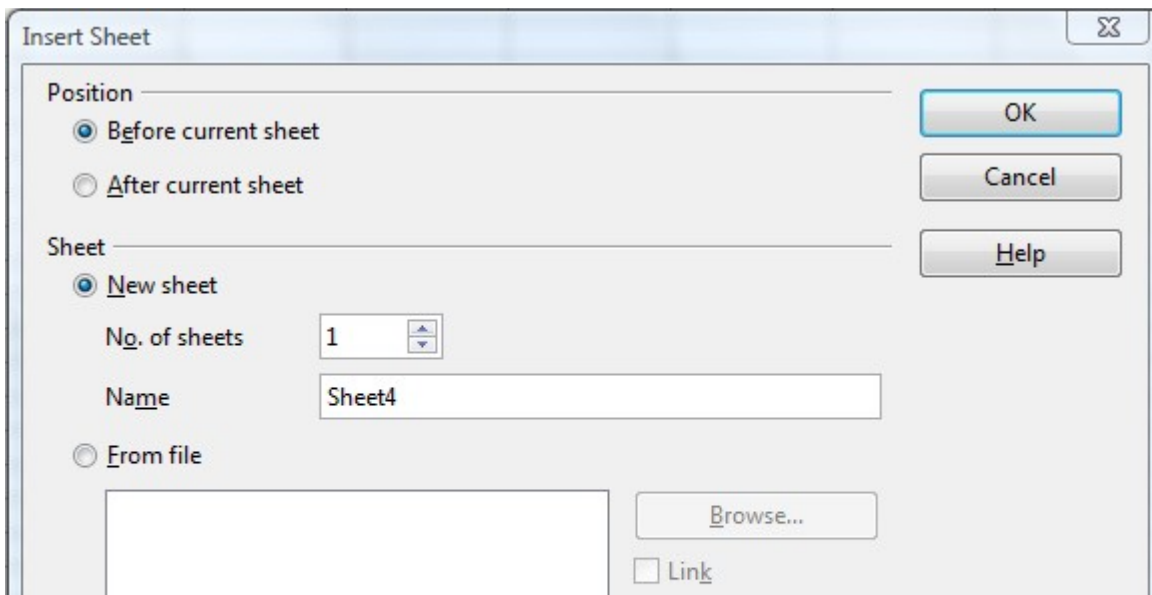 Insert Sheet
Position
Before current sheet
After current sheet
OK
Cancel
Help
Sheet
New sheet
No. of sheets 1
Name Sheet4
From file
Browse...
Link